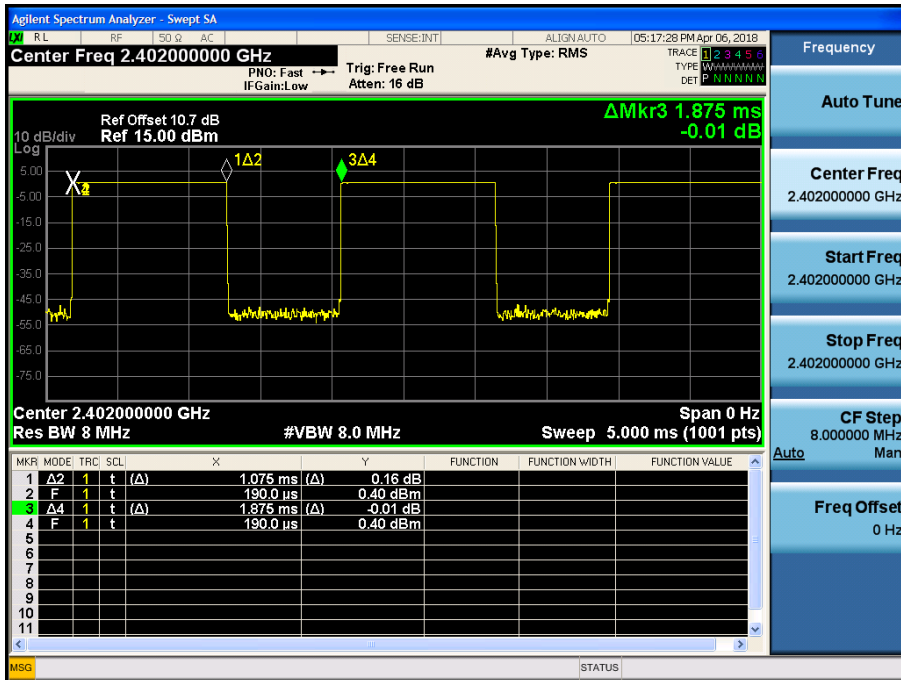 Agilent Spectrum Analyzer - Swept SA
LXI RL RF 50 Ω AC SENSE:INT ALIGN AUTO 05:17:28 PM Apr 06, 2018
Center Freq 2.402000000 GHz #Avg Type: RMS TRACE 1 2 3 4 5 6
PNO: Fast Trig: Free Run TYPE WWWWWW
IFGain:Low Atten: 16 dB DET P N N N N N
ΔMkr3 1.875 ms
-0.01 dB
Ref Offset 10.7 dB
10 dB/div Ref 15.00 dBm
Log
5.00
-5.00
-15.0
-25.0
-35.0
-45.0
-55.0
-65.0
-75.0
1Δ2
3Δ4
Center 2.402000000 GHz Span 0 Hz
Res BW 8 MHz #VBW 8.0 MHz Sweep 5.000 ms (1001 pts)
MKR MODE TRC SCL X Y FUNCTION FUNCTION WIDTH FUNCTION VALUE
1 Δ2 1 t (Δ) 1.075 ms (Δ) 0.16 dB
2 F 1 t 190.0 µs 0.40 dBm
3 Δ4 1 t (Δ) 1.875 ms (Δ) -0.01 dB
4 F 1 t 190.0 µs 0.40 dBm
5
6
7
8
9
10
11
MSG STATUS
Frequency
Auto Tune
Center Freq
2.402000000 GHz
Start Freq
2.402000000 GHz
Stop Freq
2.402000000 GHz
CF Step
8.000000 MHz
Auto Man
Freq Offset
0 Hz